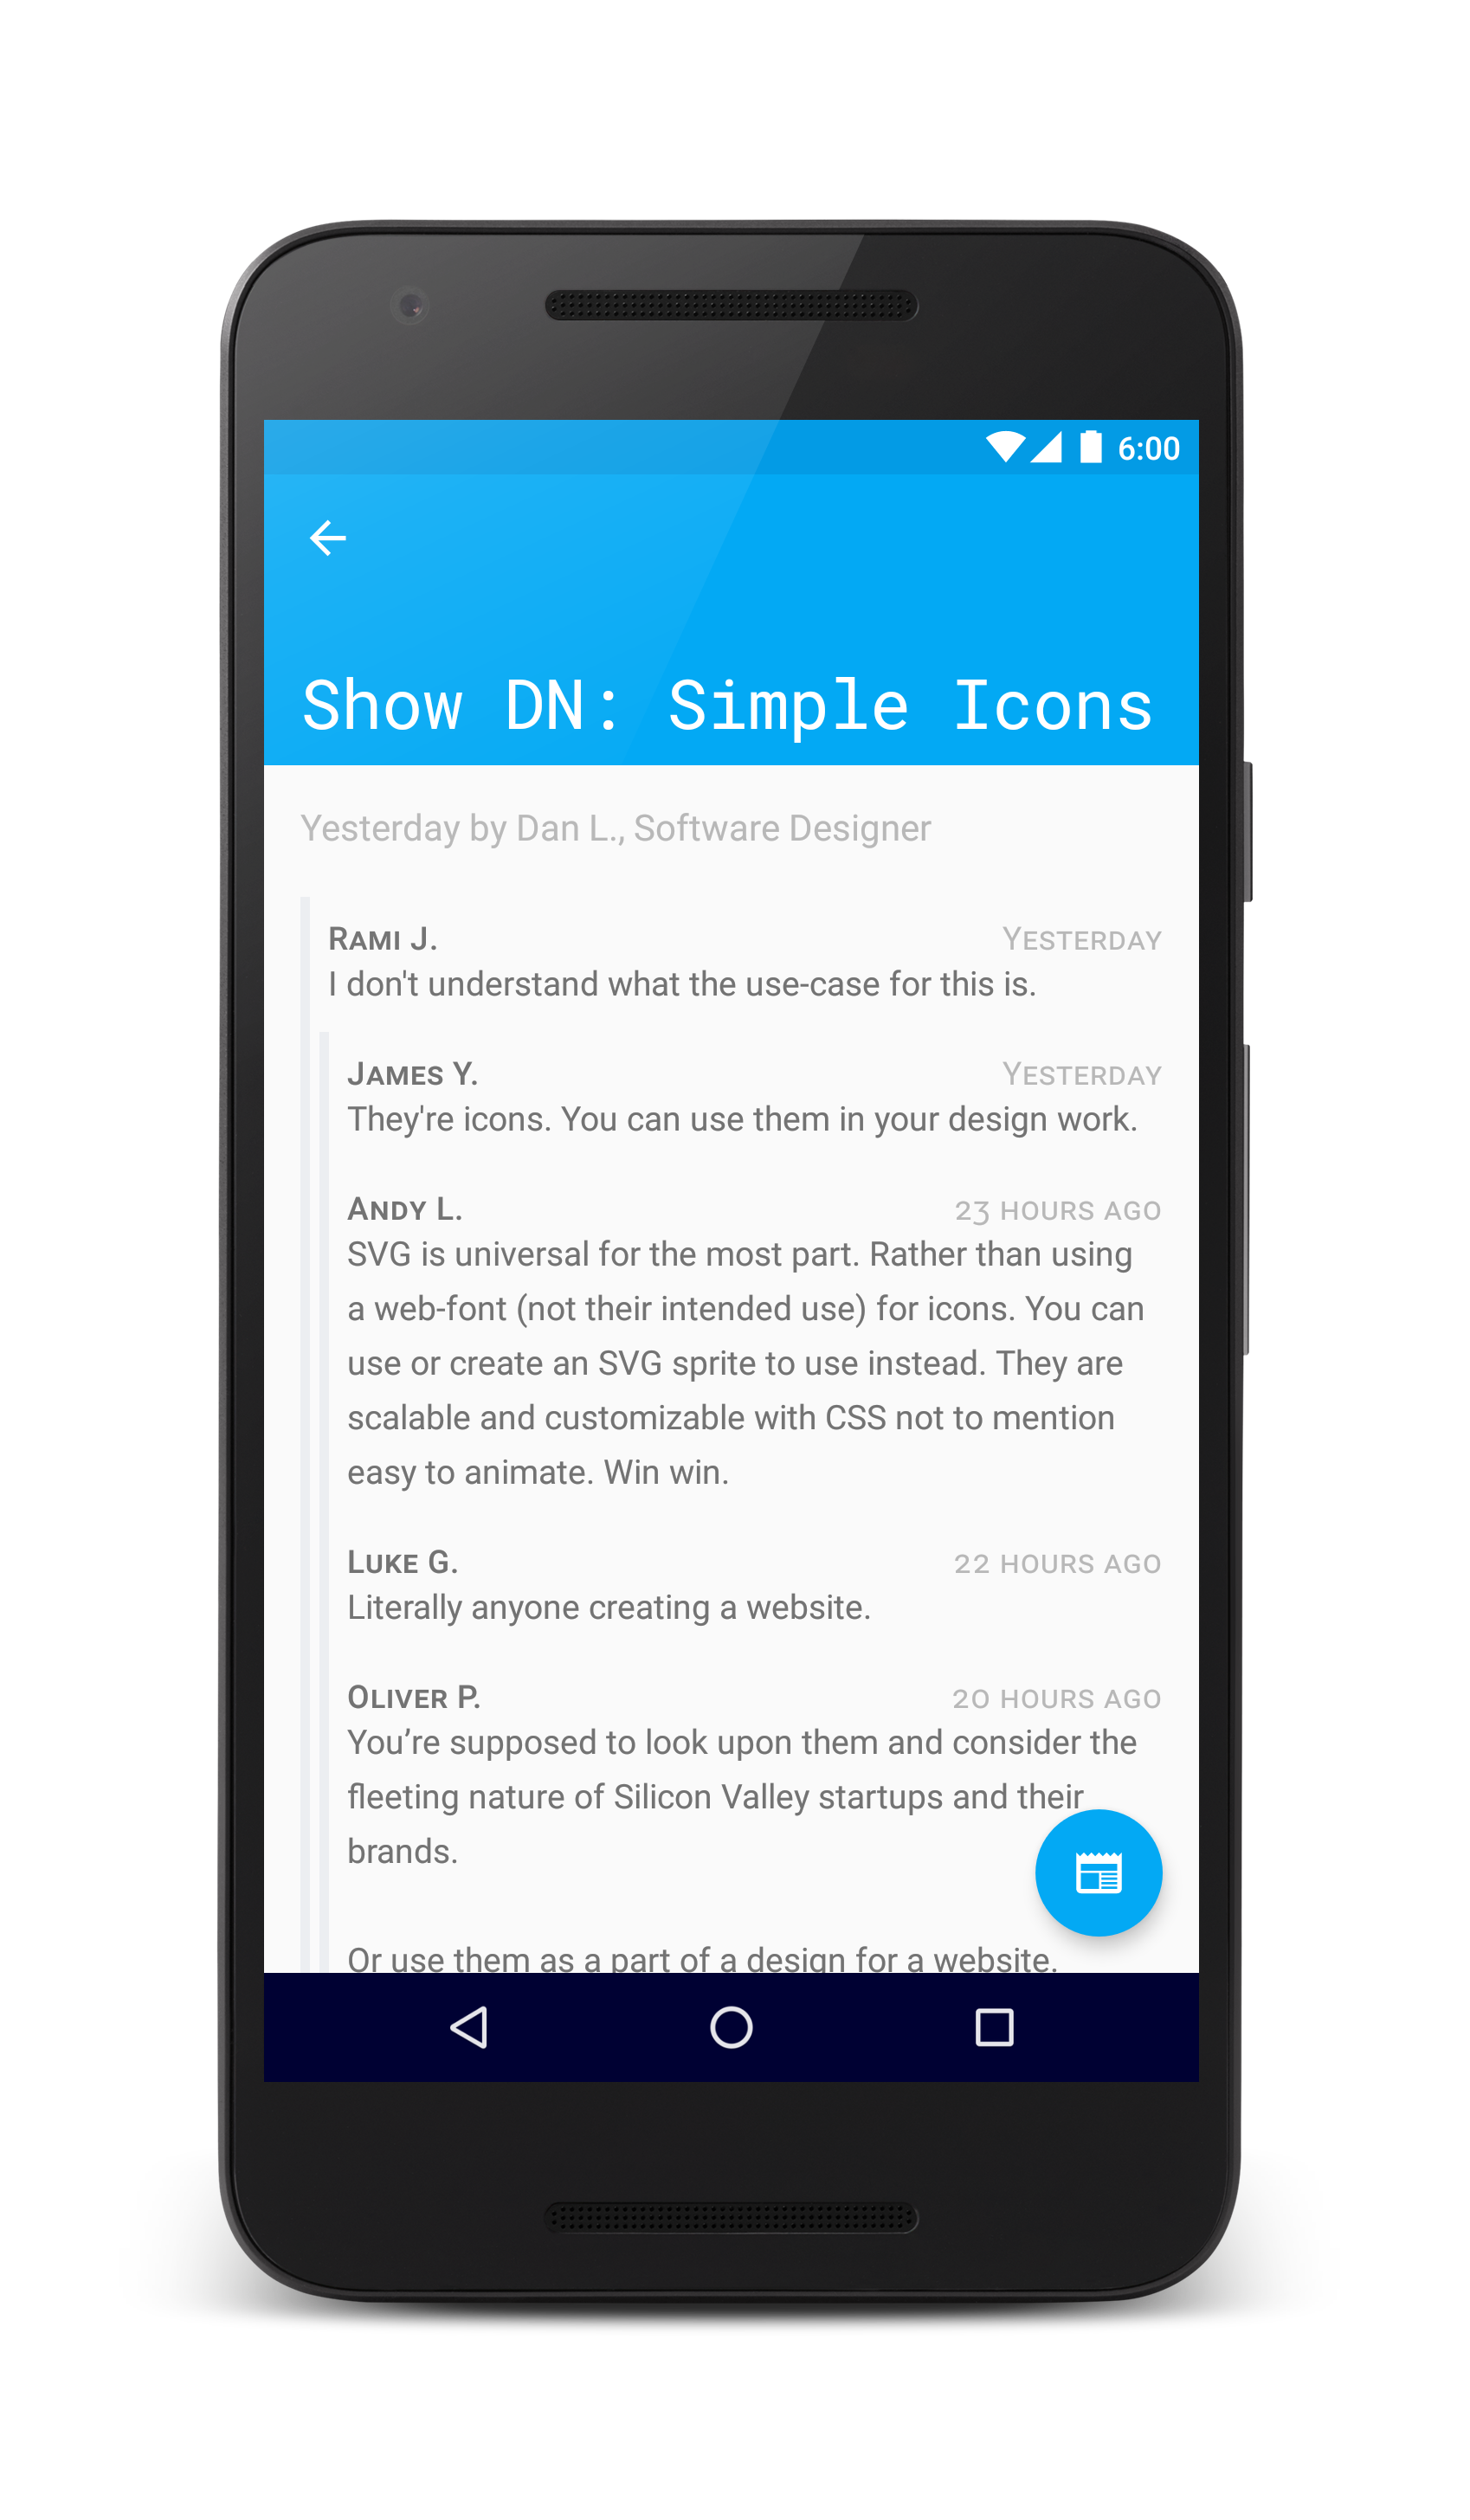 6:00
Show DN: Simple Icons
Yesterday by Dan L., Software Designer
RAMI J. YESTERDAY
I don't understand what the use-case for this is.
JAMES Y. YESTERDAY
They're icons. You can use them in your design work.
ANDY L. 23 HOURS AGO
SVG is universal for the most part. Rather than using
a web-font (not their intended use) for icons. You can
use or create an SVG sprite to use instead. They are
scalable and customizable with CSS not to mention
easy to animate. Win win.
LUKE G. 22 HOURS AGO
Literally anyone creating a website.
OLIVER P. 20 HOURS AGO
You’re supposed to look upon them and consider the
fleeting nature of Silicon Valley startups and their
brands.
Or use them as a part of a design for a website.